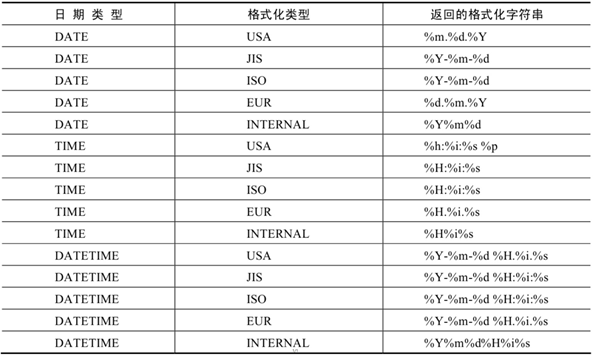 日 期 类 型 格式化类型 返回的格式化字符串
DATE USA %m.%d.%Y
DATE JIS %Y-%m-%d
DATE ISO %Y-%m-%d
DATE EUR %d.%m.%Y
DATE INTERNAL %Y%m%d
TIME USA %h:%i:%s %p
TIME JIS %H:%i:%s
TIME ISO %H:%i:%s
TIME EUR %H.%i.%s
TIME INTERNAL %H%i%s
DATETIME USA %Y-%m-%d %H.%i.%s
DATETIME JIS %Y-%m-%d %H:%i:%s
DATETIME ISO %Y-%m-%d %H:%i:%s
DATETIME EUR %Y-%m-%d %H.%i.%s
DATETIME INTERNAL %Y%m%d%H%i%s